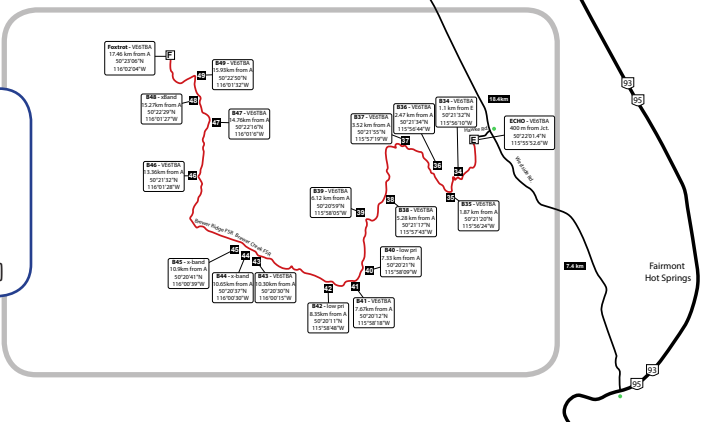 Foxtrot - VE6TBA
17.46 km from A
50°23'06"N
116°02'04"W
F
B49 - VE6TBA
15.95km from A
50°22'50"N
116°01'32"W
49
B48 - xBand
15.27km from A
50°22'29"N
116°01'27"W
48
B47 - VE6TBA
14.76km from A
50°22'16"N
116°01'6"W
47
B46 - VE6TBA
13.36km from A
50°21'32"N
116°01'28"W
46
Brewer Ridge FSR
Brewer Creek FSR
B45 - x-band
10.9km from A
50°20'41"N
116°00'39"W
45
B44 - x-band
10.65km from A
50°20'37"N
116°00'30"W
44
B43 - VE6TBA
10.30km from A
50°20'30"N
116°00'15"W
43
B42 - low pri
8.35km from A
50°20'11"N
115°58'48"W
42
B41 - VE6TBA
7.67km from A
50°20'12"N
115°58'18"W
41
B40 - low pri
7.33 km from A
50°20'21"N
115°58'09"W
40
B39 - VE6TBA
6.12 km from A
50°20'59"N
115°58'05"W
39
B38 - VE6TBA
5.28 km from A
50°21'17"N
115°57'43"W
38
B37 - VE6TBA
3.52 km from A
50°21'55"N
115°57'19"W
37
B36 - VE6TBA
2.47 km from A
50°21'34"N
115°56'44"W
36
B34 - VE6TBA
1.1 km from E
50°21'32"N
115°56'10"W
34
B35 - VE6TBA
1.87 km from A
50°21'20"N
115°56'24"W
35
ECHO - VE6TBA
400 m from Jct.
50°22'01.4"N
115°55'52.6"W
E
18.4km
Westside Rd
7.4 km
93
95
Fairmont
Hot Springs
93
95